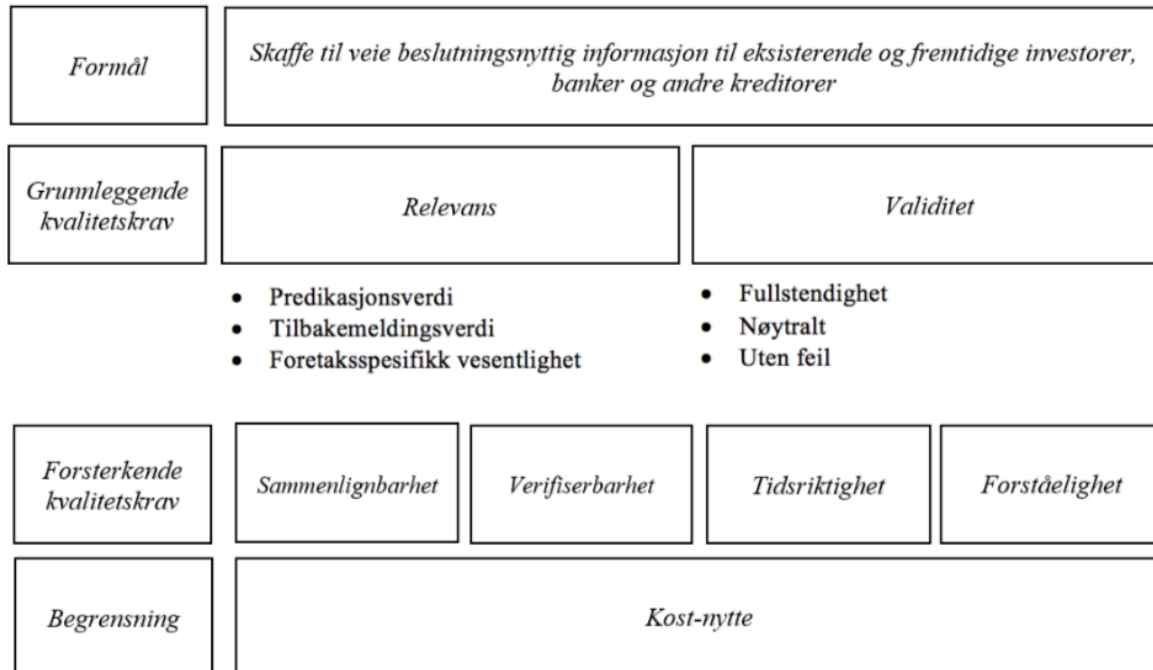 Formål
Skaffe til veie beslutningsnyttig informasjon til eksisterende og fremtidige investorer,
banker og andre kreditorer
Grunnleggende
kvalitetskrav
Relevans
Validitet
• Predikasjonsverdi
• Tilbakemeldingsverdi
• Foretaksspesifikk vesentlighet
• Fullstendighet
• Nøytralt
• Uten feil
Forsterkende
kvalitetskrav
Sammenlignbarhet
Verifiserbarhet
Tidsriktighet
Forståelighet
Begrensning
Kost-nytte